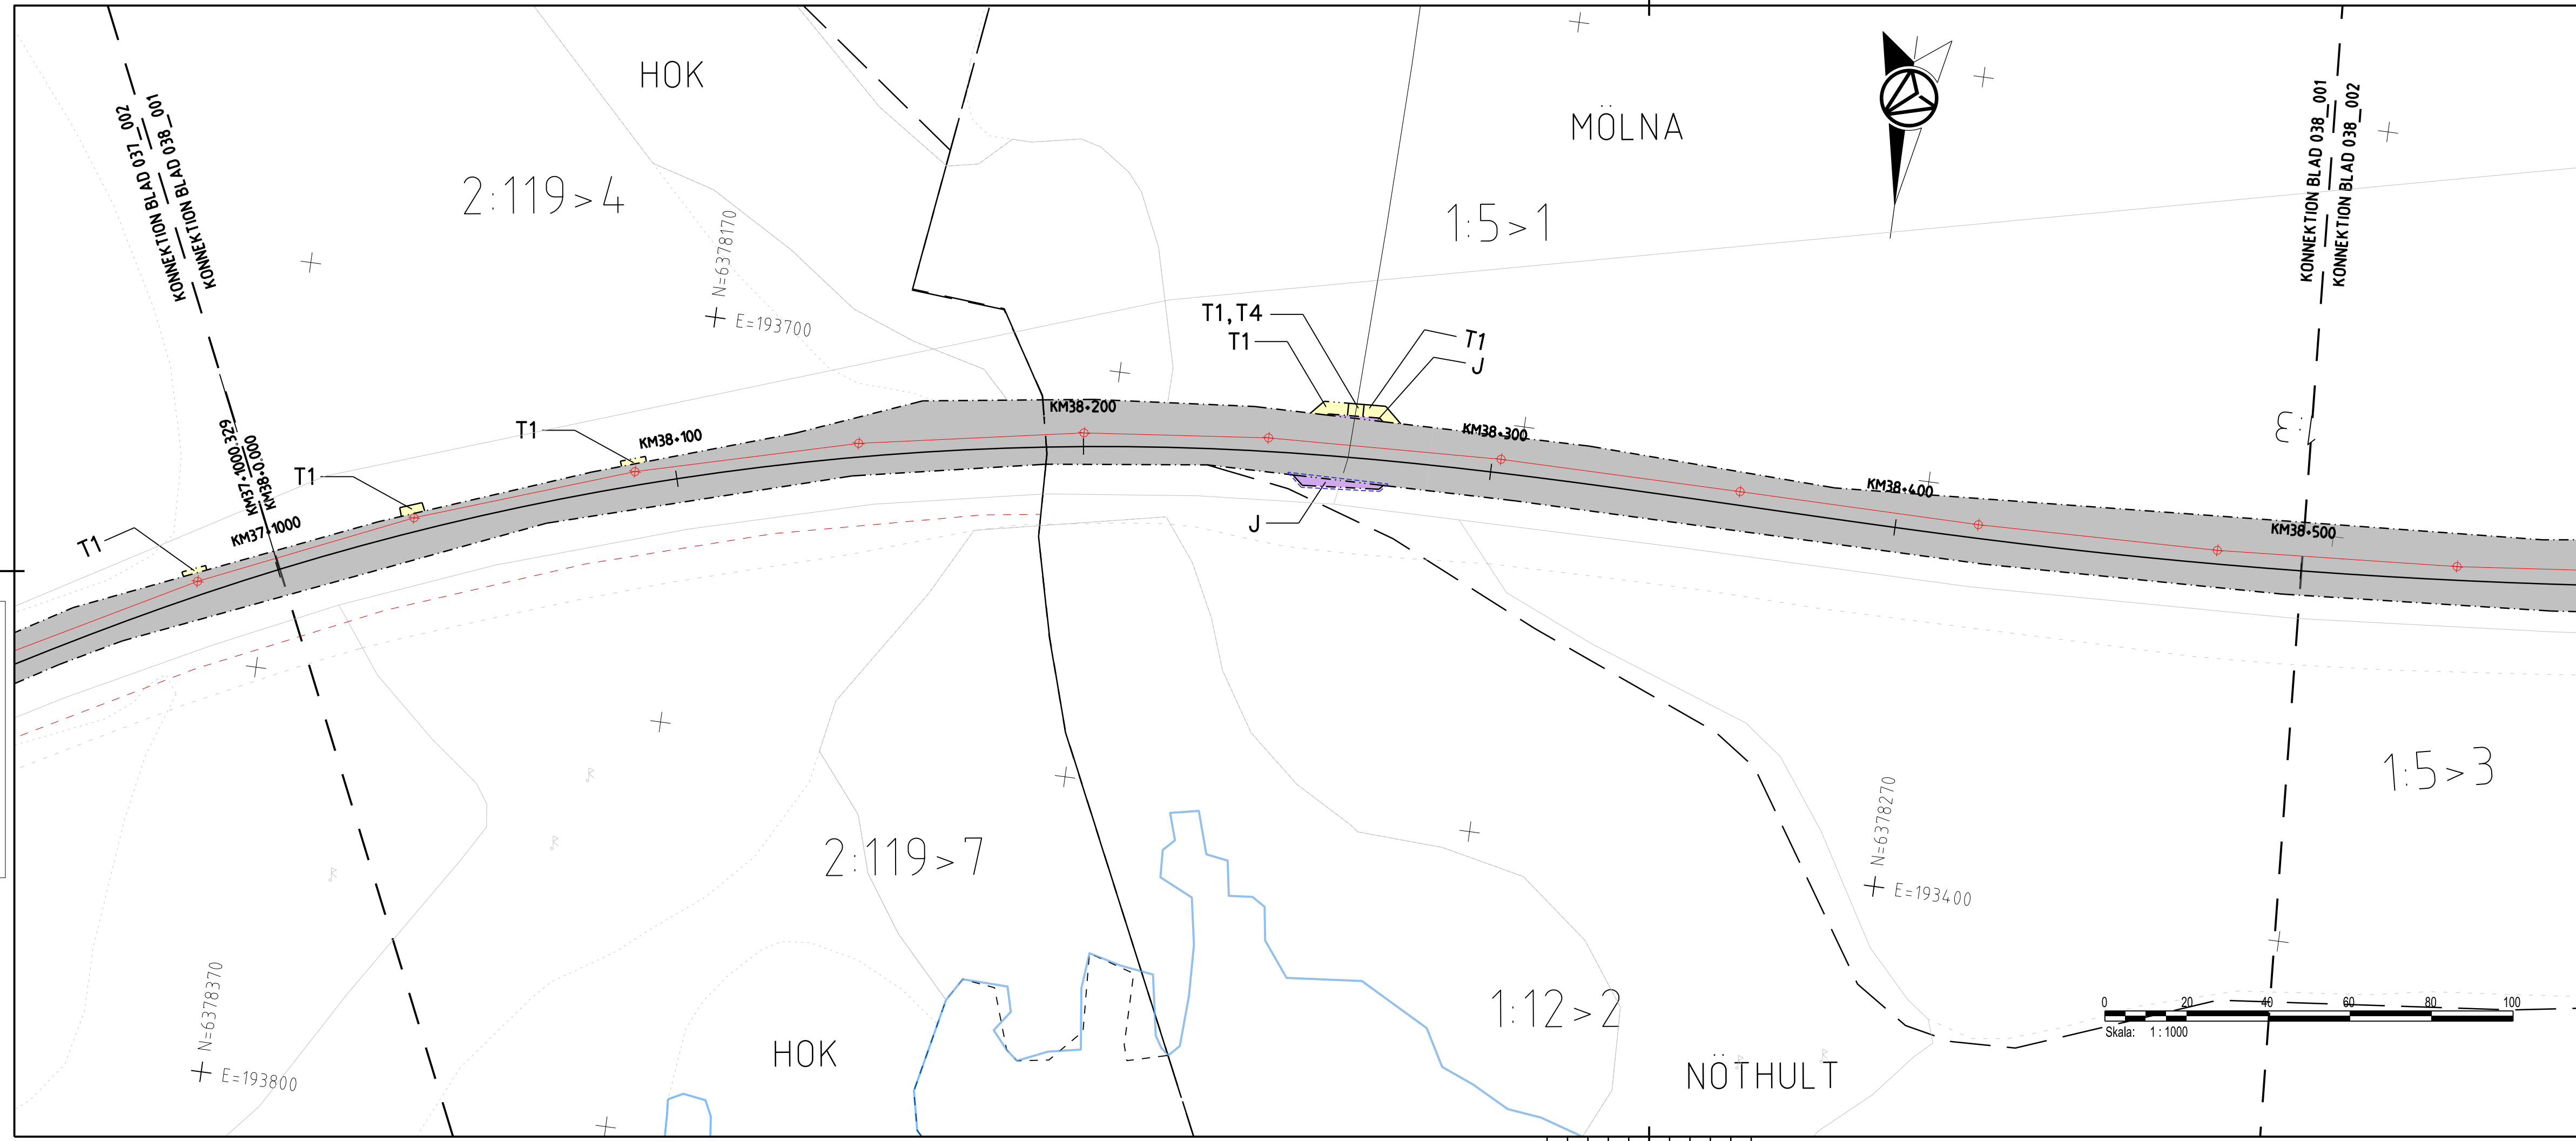 HOK
MÖLNA
KONNEKTION BLAD 037_002
KONNEKTION BLAD 038_001
KONNEKTION BLAD 038_001
KONNEKTION BLAD 038_002
2:119>4
1:5>1
N=6378170
E=193700
T1,T4
T1
T1
J
KM38+200
T1
KM38+100
KM38+300
1:3
T1
KM37+1000.329
KM38+0.000
KM37+1000
T1
KM38+400
KM38+500
J
1:5>3
N=6378270
E=193400
2:119>7
N=6378370
E=193800
1:12>2
HOK
NÖTHULT
0 20 40 60 80 100
Skala: 1 : 1000